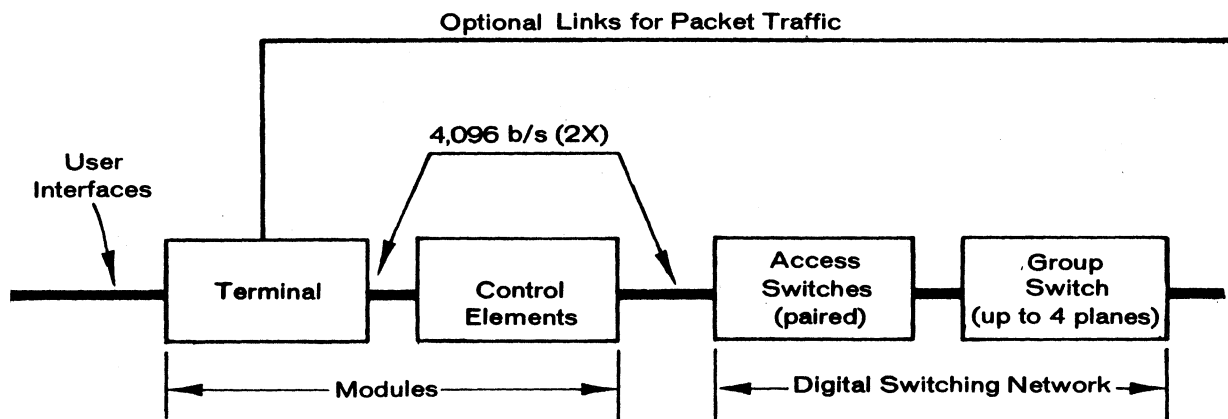 Optional Links for Packet Traffic
4,096 b/s (2X)
User
Interfaces
Terminal
Control
Elements
Access
Switches
(paired)
Group
Switch
(up to 4 planes)
Modules
Digital Switching Network